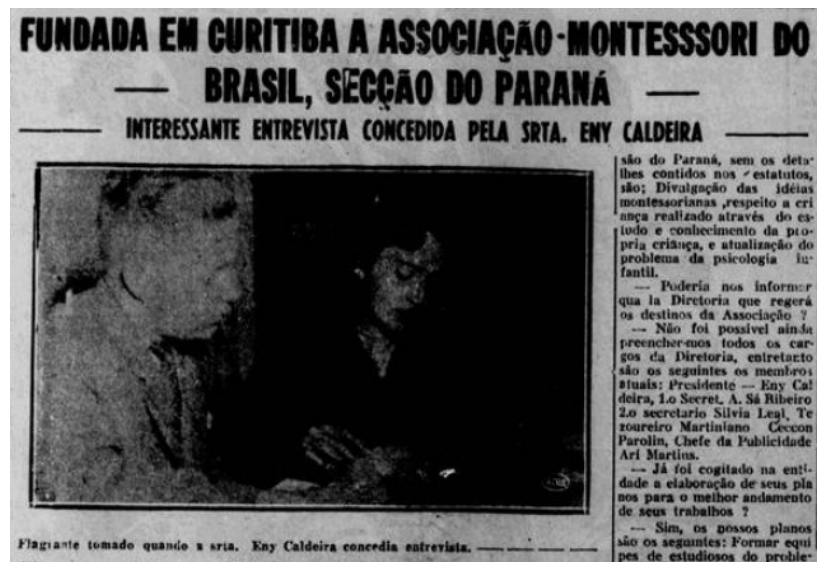 FUNDADA EM CURITIBA A ASSOCIAÇÃO-MONTESSSORI DO
— BRASIL, SECÇÃO DO PARANÁ —
— INTERESSANTE ENTREVISTA CONCEDIDA PELA SRTA. ENY CALDEIRA —
Flagrante tomado quando a srta. Eny Caldeira concedia entrevista. — — — — —
são do Paraná, sem os deta-
lhes contidos nos estatutos,
são; Divulgação das idéias
montessorianas ,respeito a cri
ança realizado através do es-
tudo e conhecimento da pro-
pria criança, e atualização do
problema da psicologia in-
fantil.
— Poderia nos informar
qua la Diretoria que regerá
os destinos da Associação ?
— Não foi possivel ainda
preenchermos todos os car-
gos da Diretoria, entretanto
são os seguintes os membros
atuais: Presidente — Eny Cal
deira, 1.o Secret. A. Sá Ribeiro
2.o secretario Silvia Leal, Te
zoureiro Martiniano Ceccon
Parolin, Chefe da Publicidade
Ari Martins.
— Já foi cogitado na enti-
dade a elaboração de seus pla
nos para o melhor andamento
de seus trabalhos ?
— Sim, os nossos planos
são os seguintes: Formar equi
pes de estudiosos do proble-